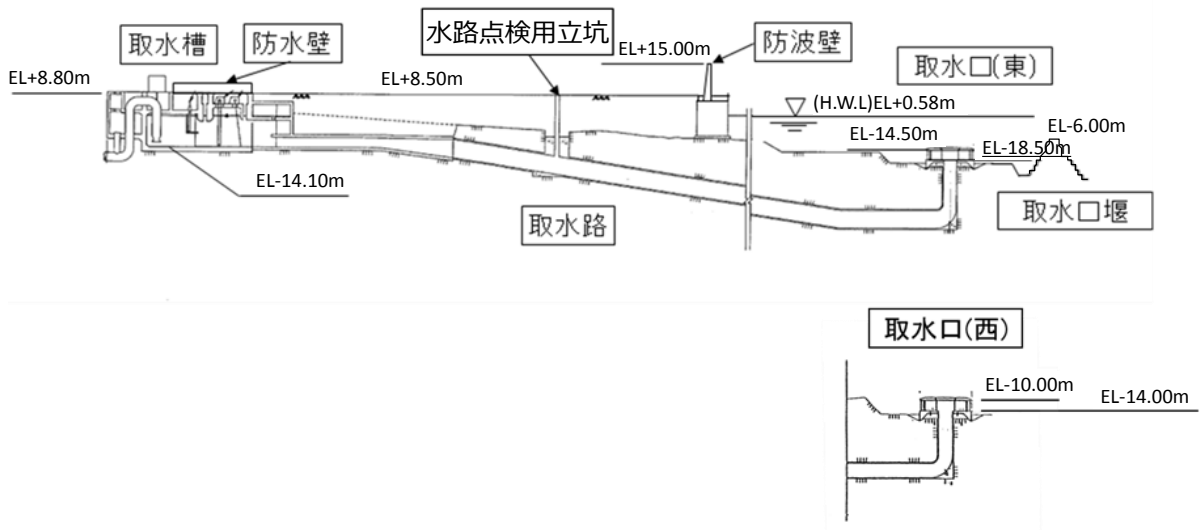 取水槽
防水壁
水路点検用立坑
EL+15.00m
防波壁
取水口(東)
EL+8.80m
EL+8.50m
(H.W.L)EL+0.58m
EL-14.50m
EL-6.00m
EL-18.50m
EL-14.10m
取水路
取水口堰
取水口(西)
EL-10.00m
EL-14.00m